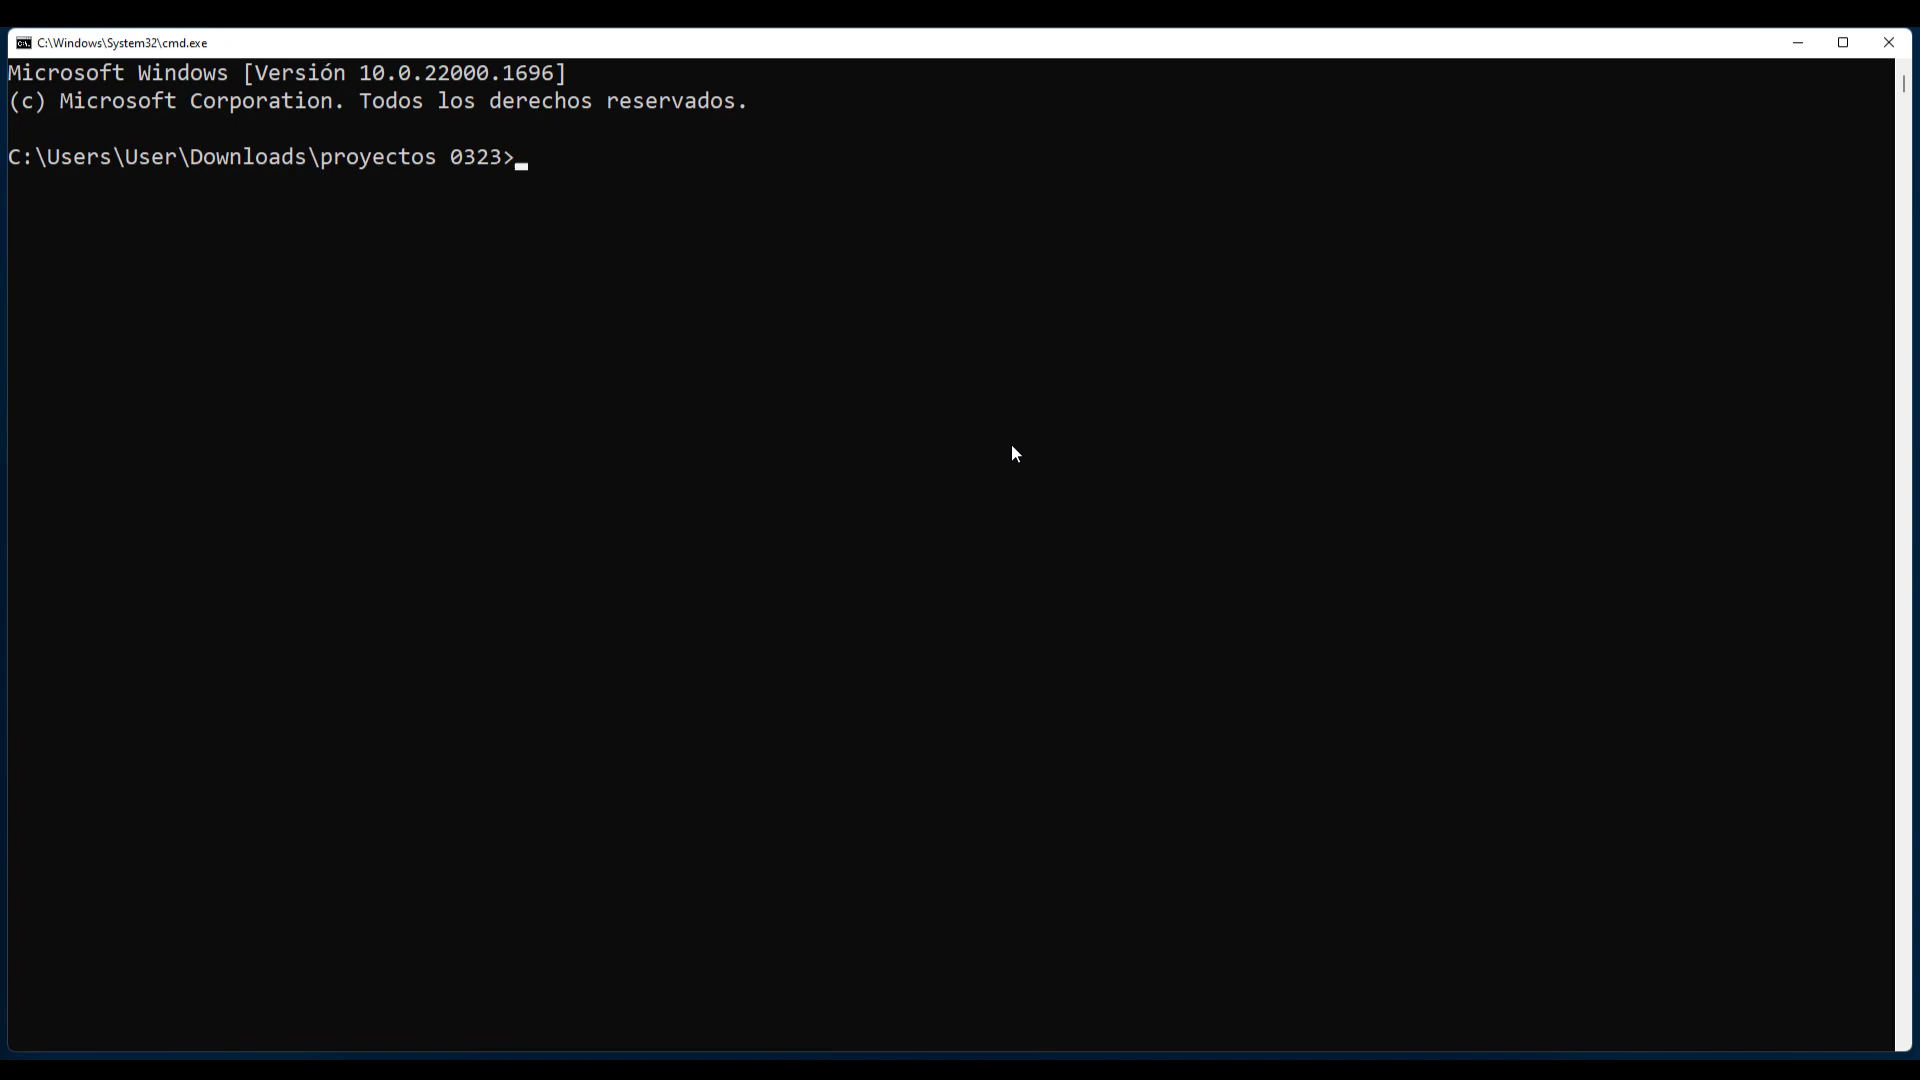 C:\Windows\System32\cmd.exe
Microsoft Windows [Versión 10.0.22000.1696]
(c) Microsoft Corporation. Todos los derechos reservados.
C:\Users\User\Downloads\proyectos 0323>